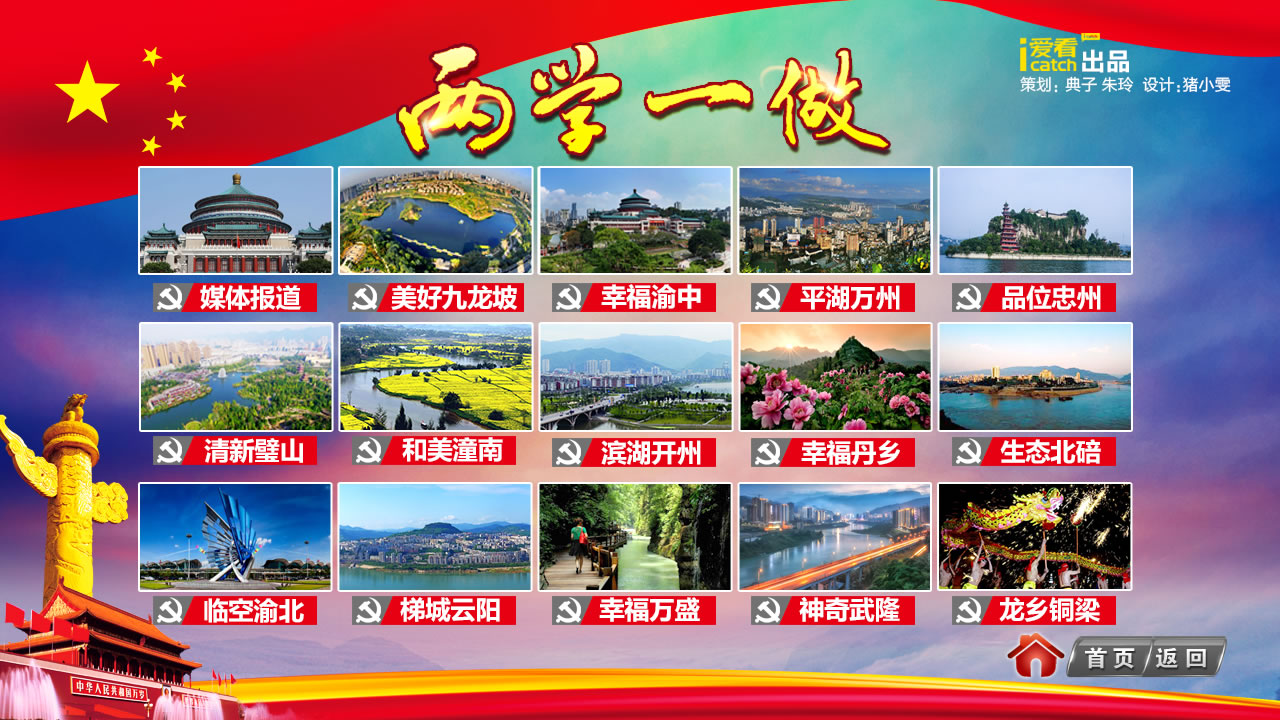 两学一做
i爱看
catch 出品
策划：典子 朱玲 设计：猪小雯
媒体报道
美好九龙坡
幸福渝中
平湖万州
品位忠州
清新璧山
和美潼南
滨湖开州
幸福丹乡
生态北碚
临空渝北
梯城云阳
幸福万盛
神奇武隆
龙乡铜梁
中华人民共和国万岁
首页
返回